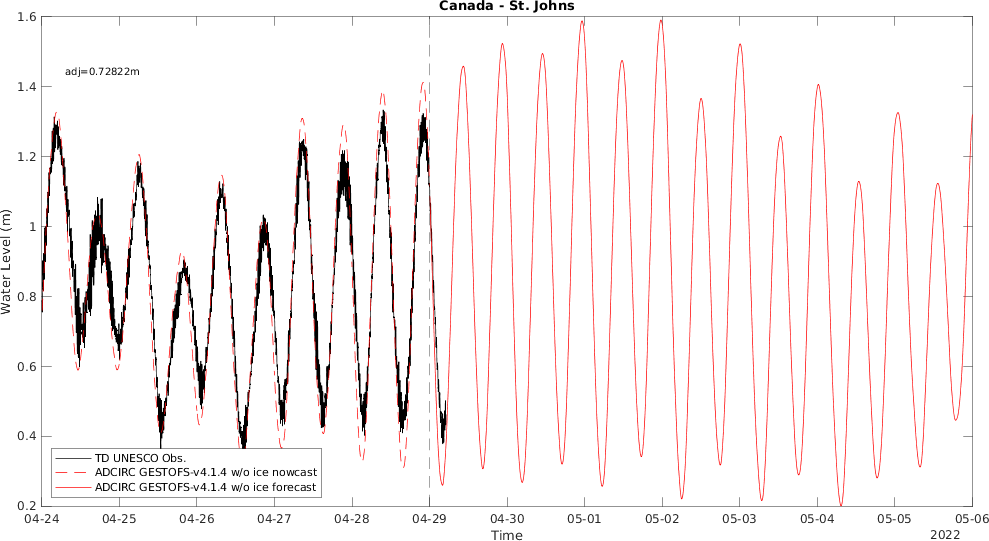 Canada - St. Johns
1.6
1.4
1.2
1
0.8
0.6
0.4
0.2
Water Level (m)
adj=0.72822m
TD UNESCO Obs.
ADCIRC GESTOFS-v4.1.4 w/o ice nowcast
ADCIRC GESTOFS-v4.1.4 w/o ice forecast
04-24 04-25 04-26 04-27 04-28 04-29 04-30 05-01 05-02 05-03 05-04 05-05 05-06
Time
2022